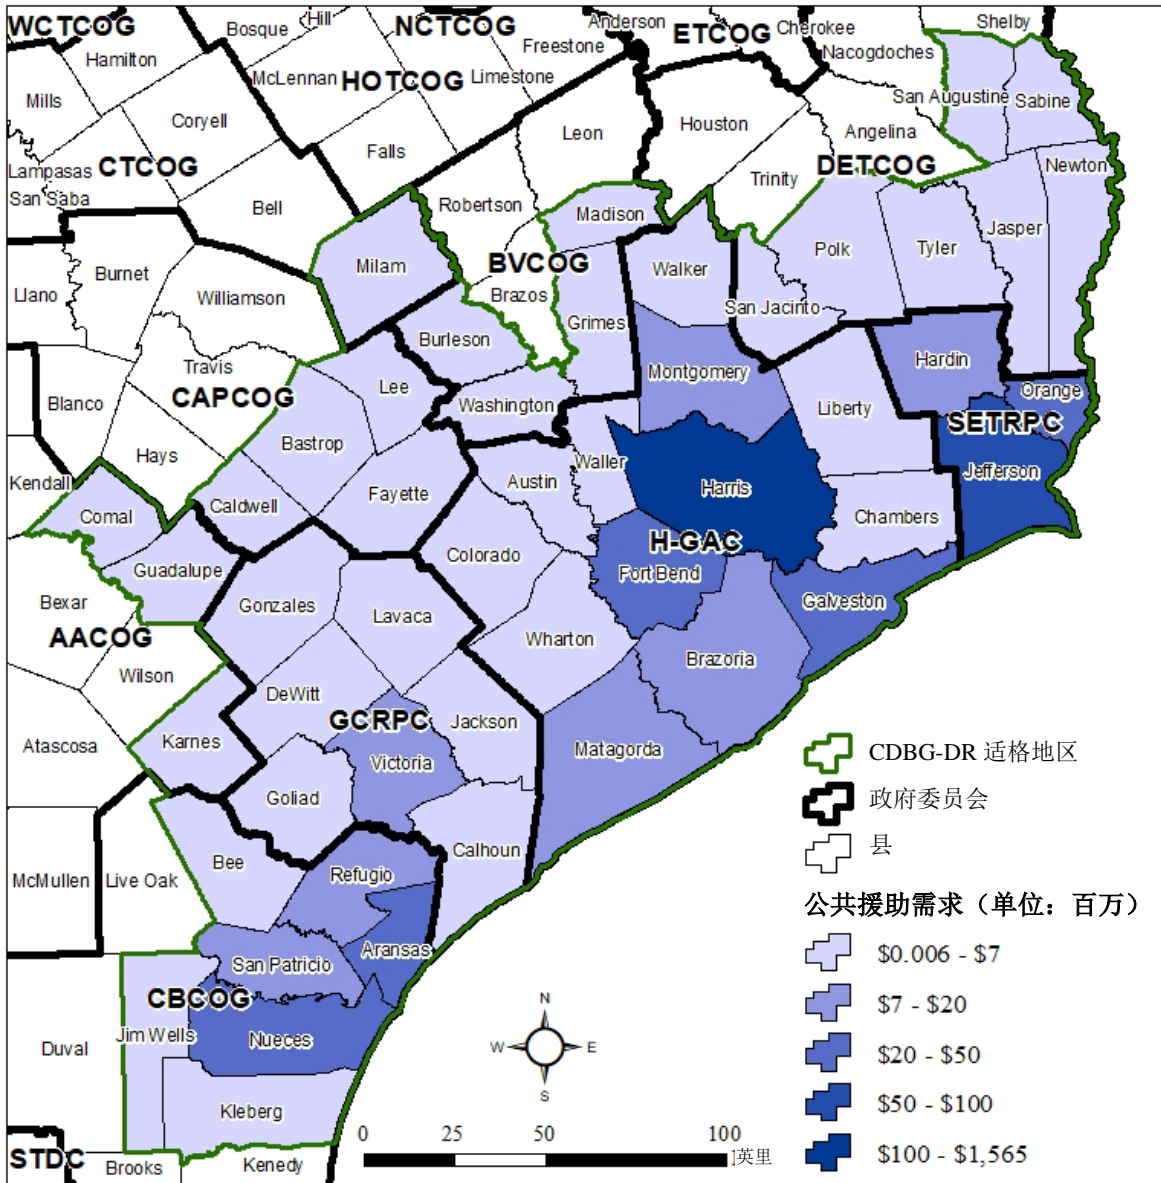 WCTCOG
Hill
Bosque
NCTCOG
Anderson
ETCOG
Cherokee
Shelby
Hamilton
Freestone
Nacogdoches
McLennan
HOTCOG
Limestone
Mills
San Augustine
Sabine
Coryell
Leon
Houston
Angelina
Falls
Lampasas
CTCOG
DETCOG
Newton
San Saba
Trinity
Bell
Robertson
Madison
Jasper
Burnet
Milam
BVCOG
Walker
Polk
Tyler
Llano
Williamson
Brazos
San Jacinto
Grimes
Burleson
Travis
Montgomery
Hardin
Lee
Orange
Blanco
CAPCOG
Washington
Liberty
SETRPC
Bastrop
Hays
Waller
Jefferson
Kendall
Austin
Harris
Fayette
Caldwell
Comal
Chambers
H-GAC
Colorado
Guadalupe
Fort Bend
Bexar
Gonzales
Lavaca
Galveston
AACOG
Wharton
Brazoria
Wilson
DeWitt
GCRPC
Jackson
Atascosa
Karnes
Matagorda
Victoria
Goliad
Calhoun
Bee
McMullen
Live Oak
Refugio
Aransas
San Patricio
CBCOG
Jim Wells
Nueces
Duval
Kleberg
STDC
Brooks
Kenedy
CDBG-DR 适格地区
政府委员会
县
公共援助需求（单位：百万）
$0.006 - $7
$7 - $20
$20 - $50
$50 - $100
$100 - $1,565
N
W
E
S
0 25 50 100
英里